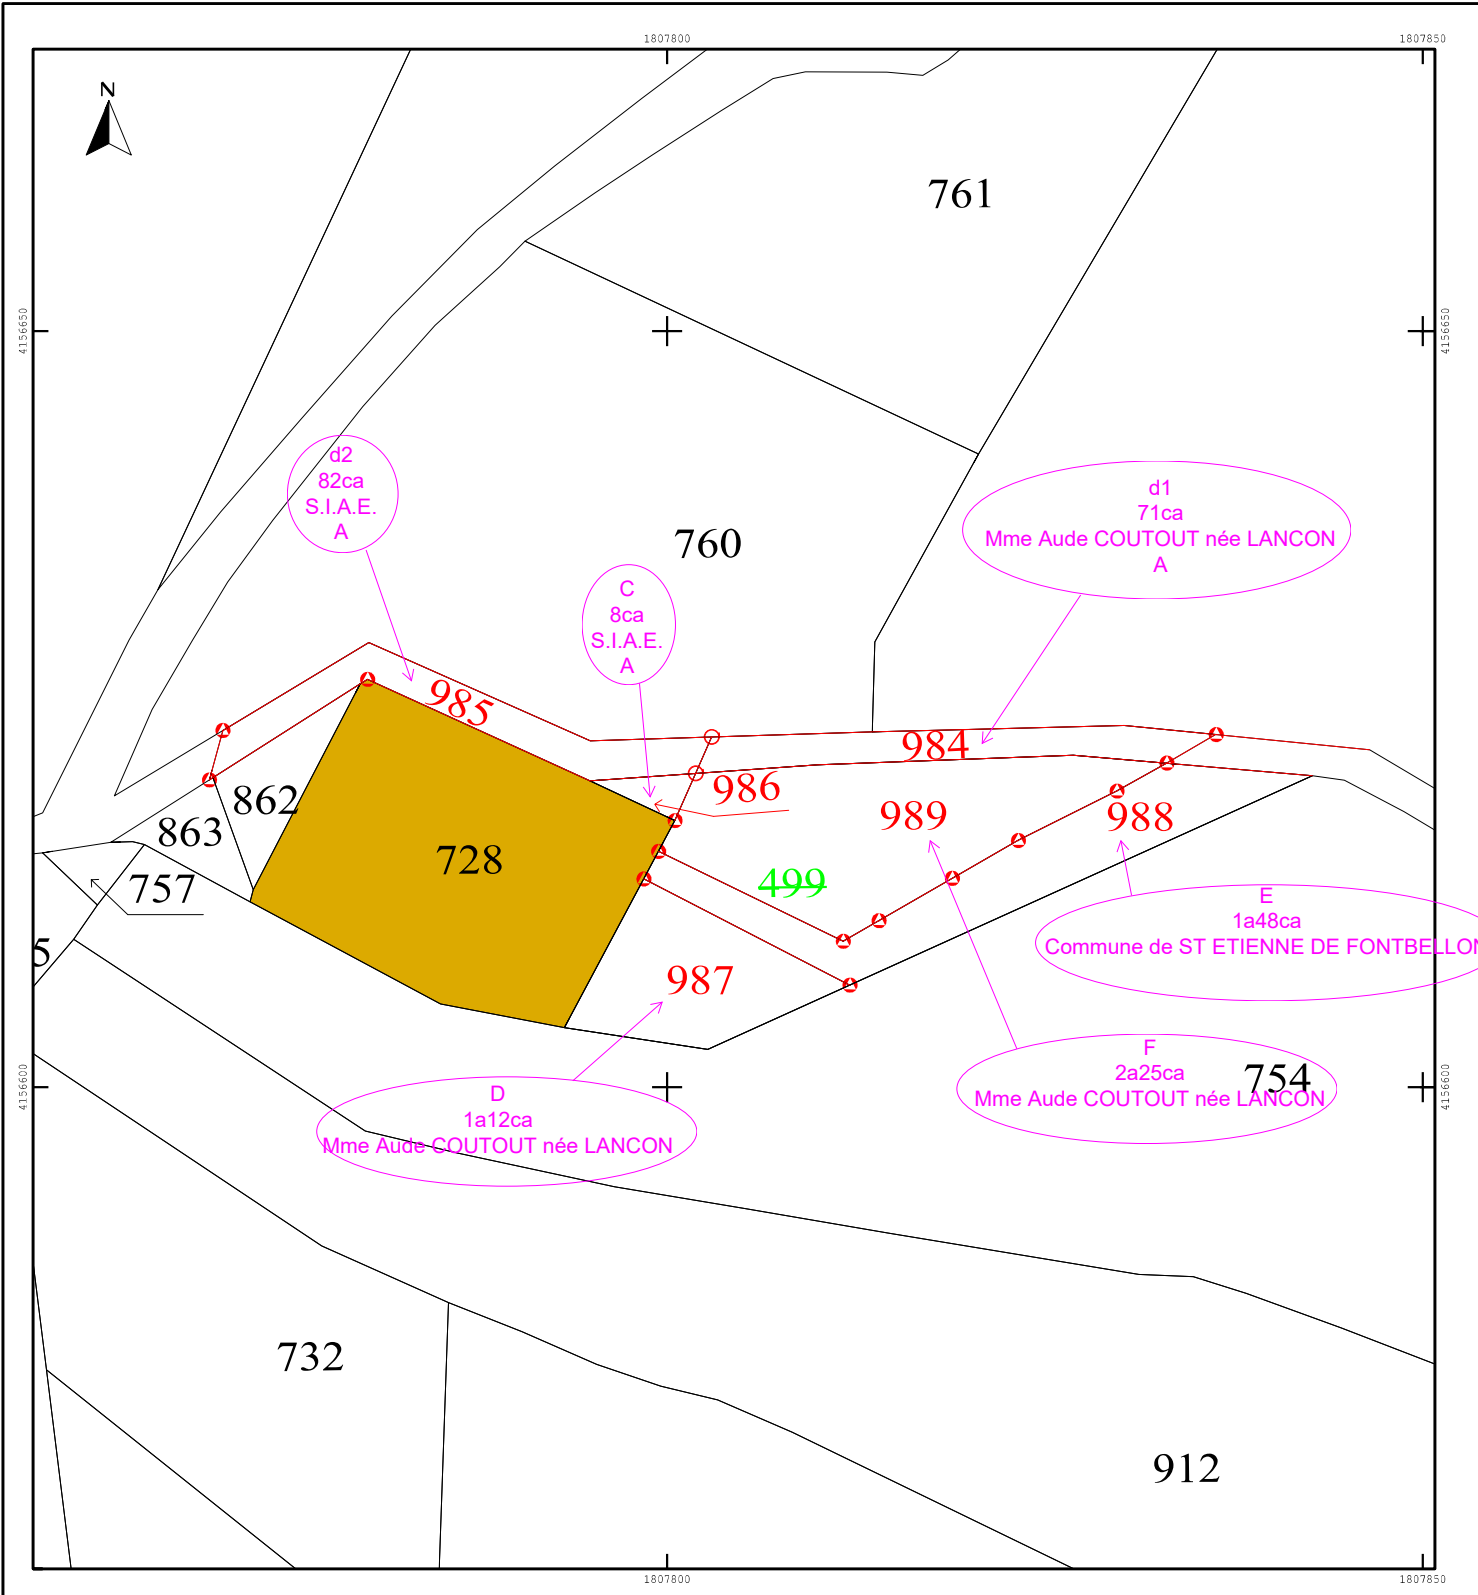 1807800
1807850
N
761
4156650
4156650
d2
82ca
S.I.A.E.
A
d1
71ca
Mme Aude COUTOUT née LANCON
A
760
C
8ca
S.I.A.E.
A
985
984
986
862
989
988
863
728
499
757
E
1a48ca
Commune de ST ETIENNE DE FONTBELLON
5
987
F
2a25ca
Mme Aude COUTOUT née LANCON
754
4156600
4156600
D
1a12ca
Mme Aude COUTOUT née LANCON
732
912
1807800
1807850